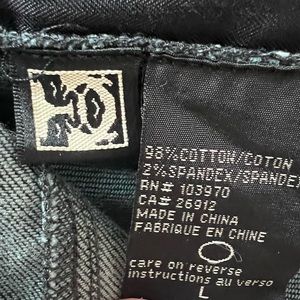 98%COTTON/COTON
2%SPANDEX/SPANDEX
RN# 103970
CA# 26912
MADE IN CHINA
FABRIQUE EN CHINE
care on reverse
instructions au verso
L